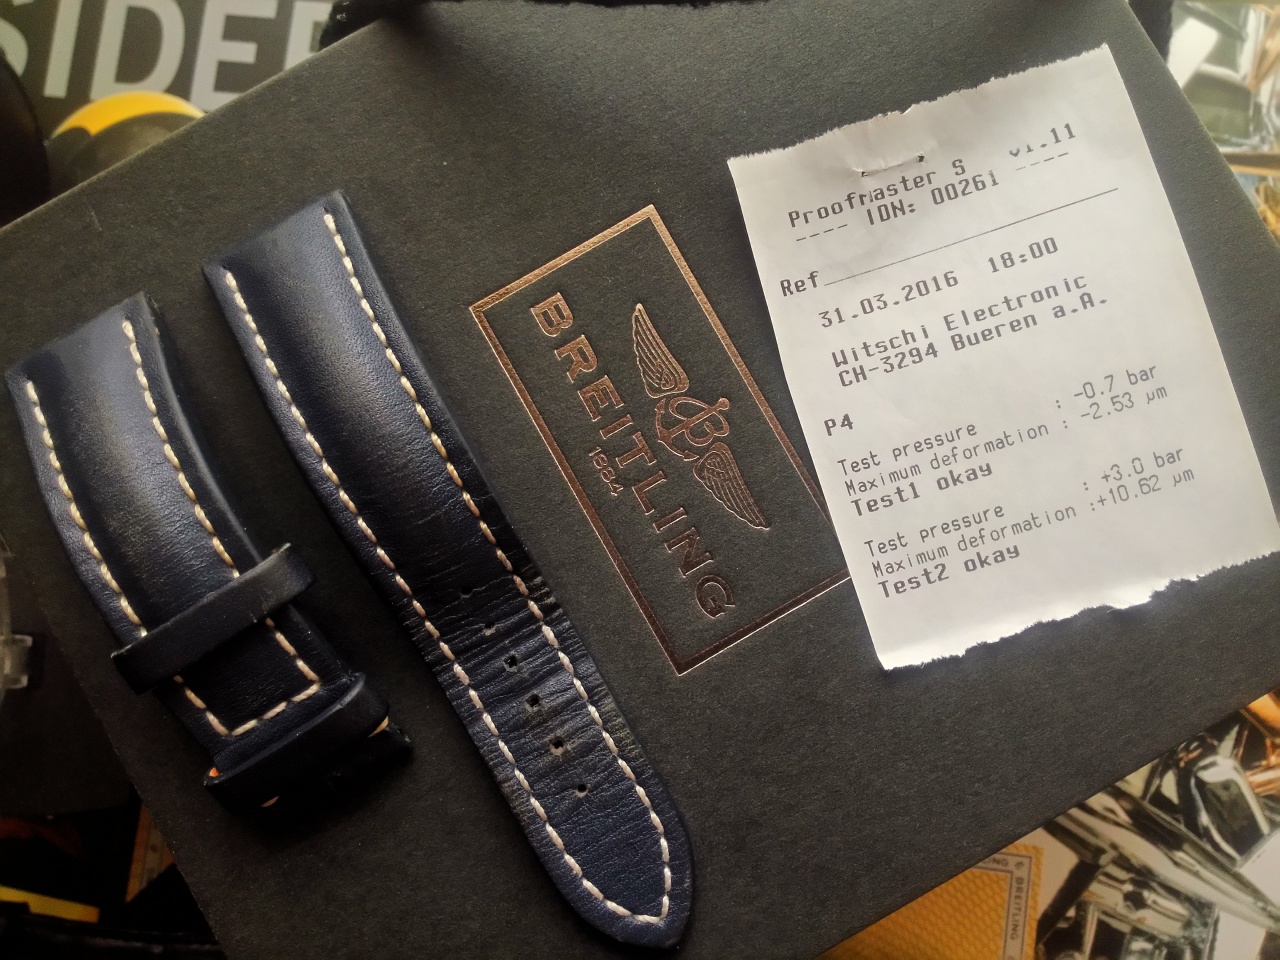 SIDE
BREITLING
1884
Proofmaster S V1.11
---- IDN: 00261 ----
Ref
31.03.2016 18:00
Witschi Electronic
CH-3294 Bueren a.A.
P4
Test pressure : -0.7 bar
Maximum deformation : -2.53 µm
Test1 okay
Test pressure : +3.0 bar
Maximum deformation :+10.62 µm
Test2 okay
BREITLING